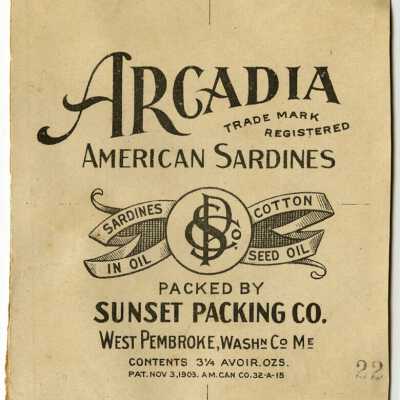 ARCADIA
TRADE MARK
REGISTERED
AMERICAN SARDINES
SARDINES
IN OIL
SPCo.
COTTON
SEED OIL
PACKED BY
SUNSET PACKING CO.
WEST PEMBROKE, WASHN CO ME
CONTENTS 3¼ AVOIR. OZS.
PAT. NOV 3, 1903. AM. CAN CO. 32-A-15
22